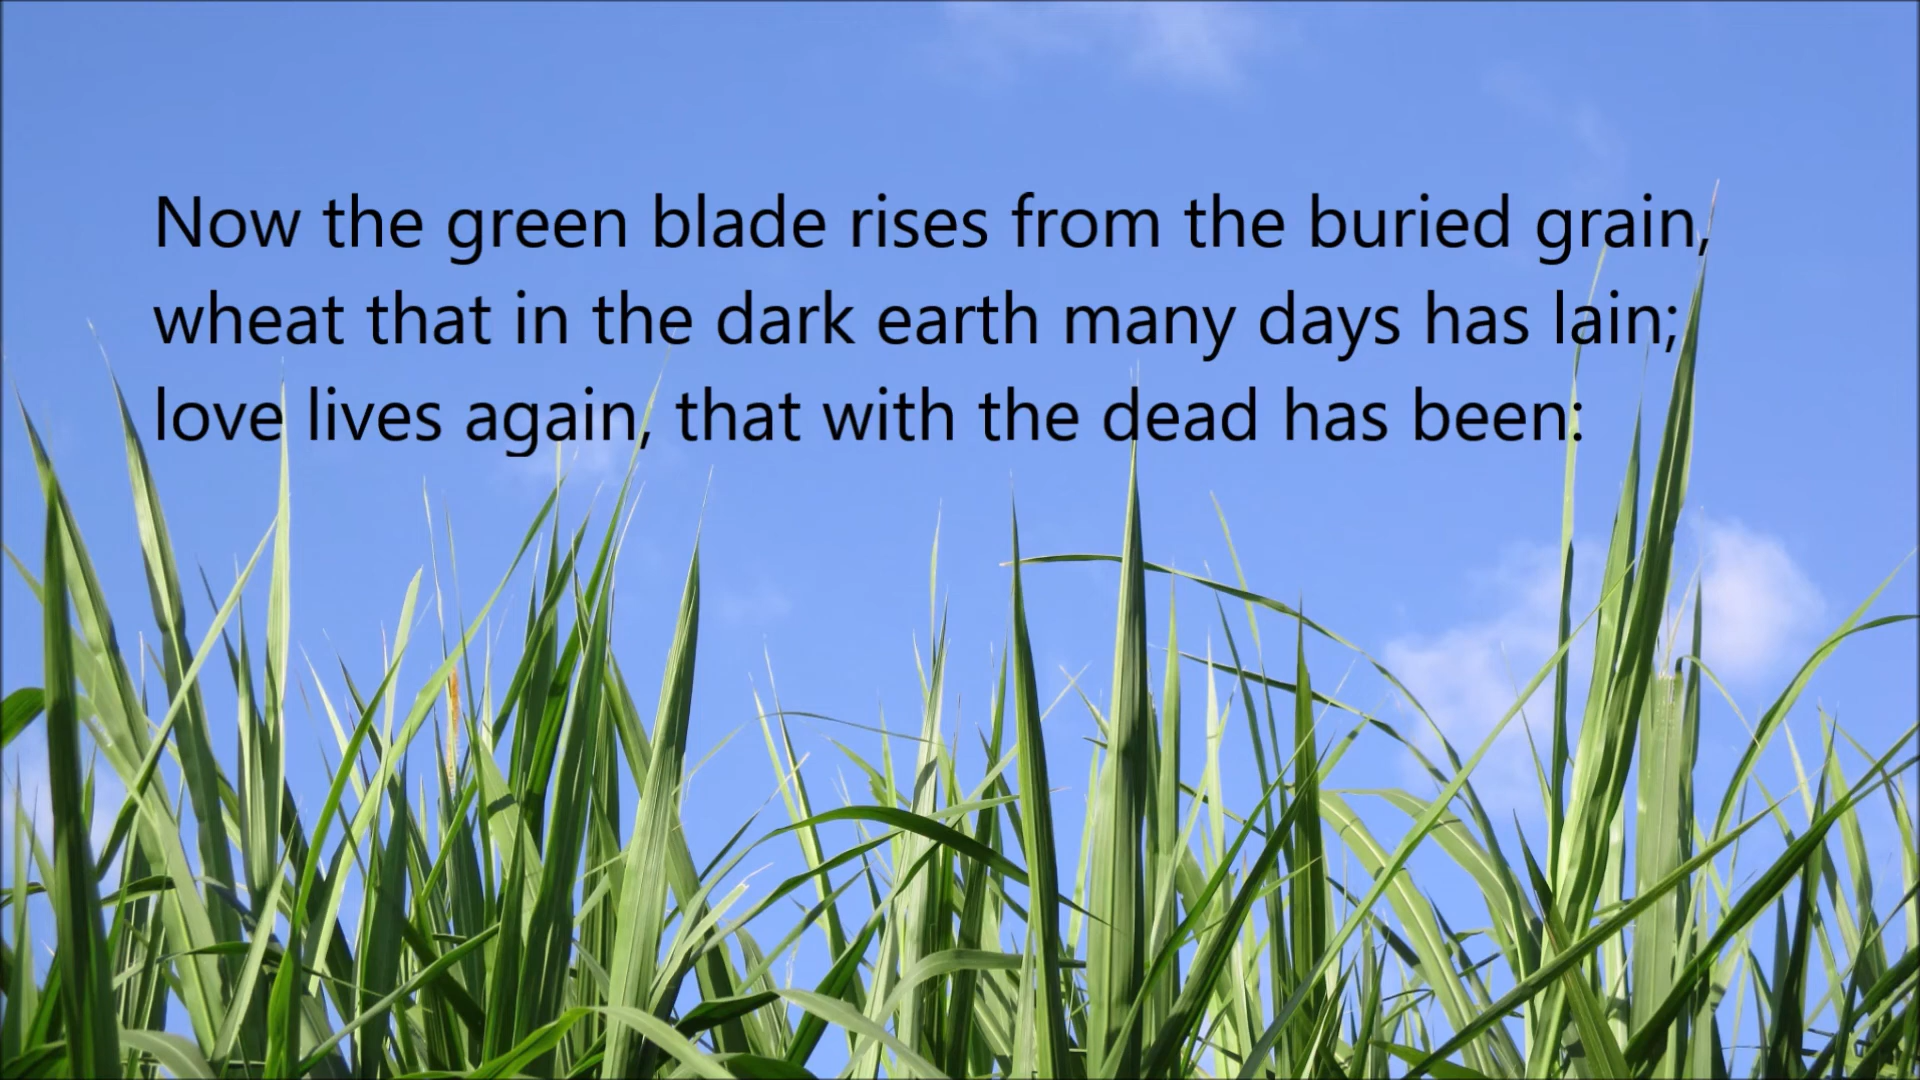 Now the green blade rises from the buried grain,
wheat that in the dark earth many days has lain;
love lives again, that with the dead has been: